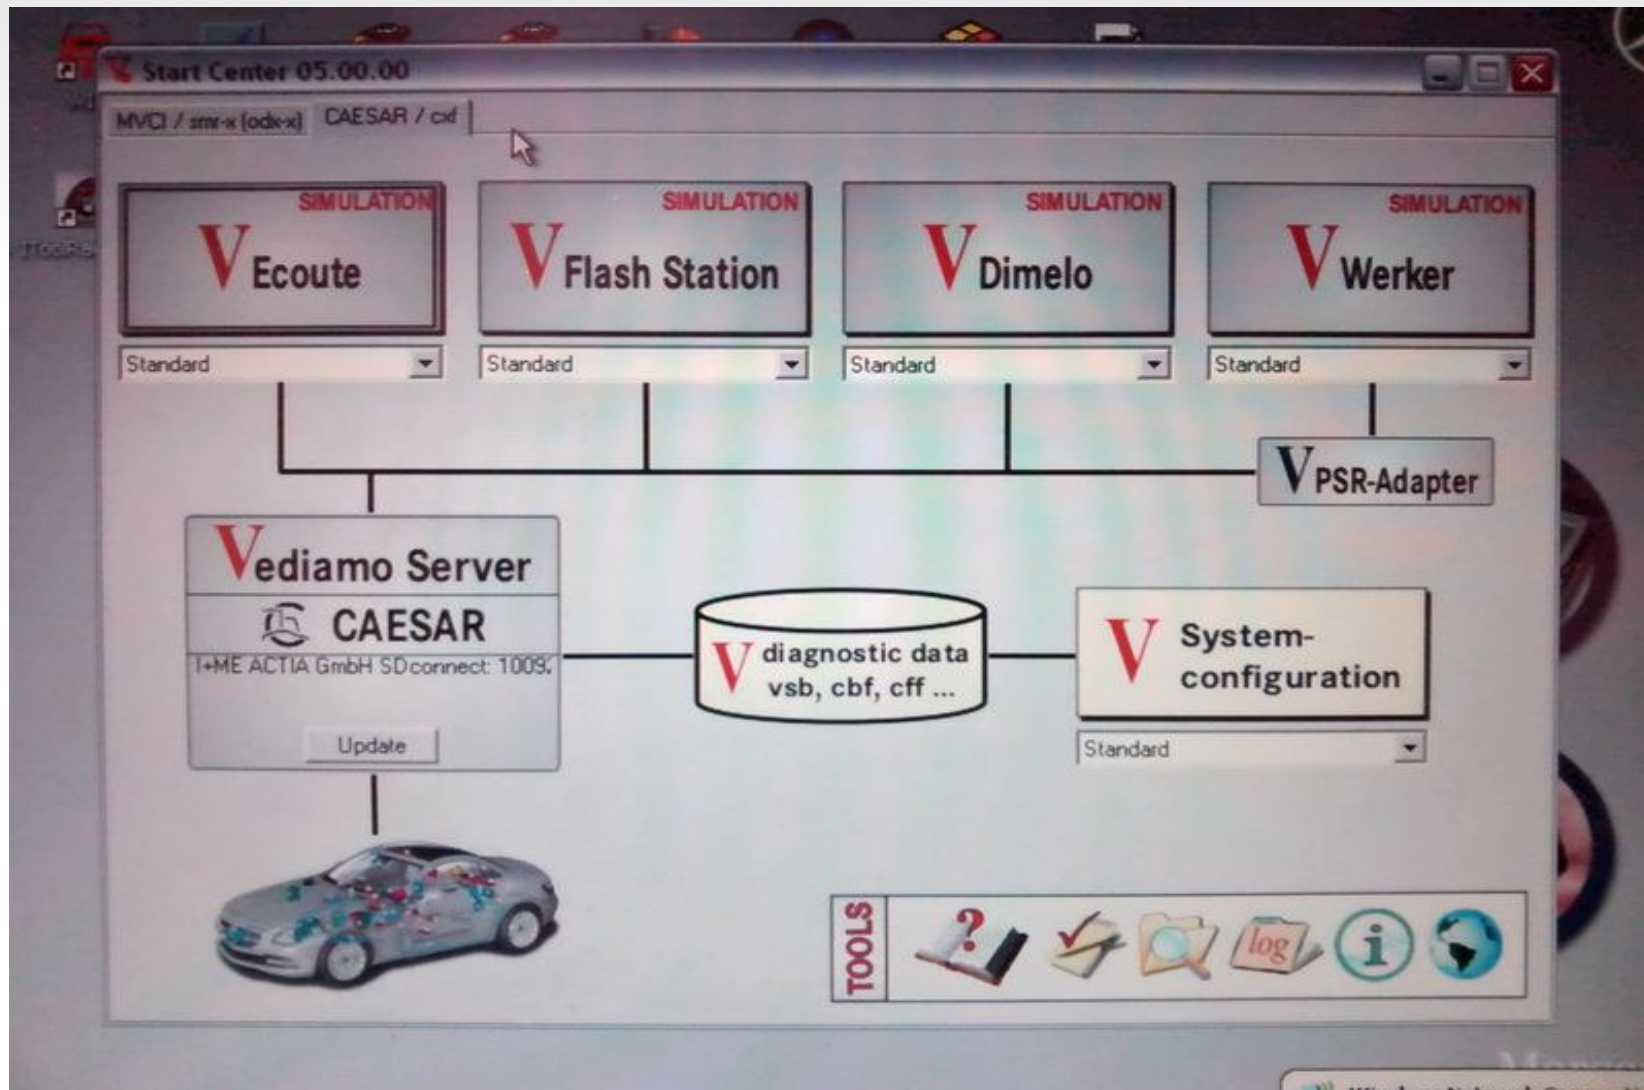 Start Center 05.00.00
MVCI / smr-x (odx-x) CAESAR / cxf
SIMULATION SIMULATION SIMULATION SIMULATION
V Ecoute V Flash Station V Dimelo V Werker
Standard Standard Standard Standard
V PSR-Adapter
Vediamo Server
CAESAR
I+ME ACTIA GmbH SDconnect: 1009.
Update
V diagnostic data
vsb, cbf, cff ...
V System-
configuration
Standard
TOOLS
?
log
i